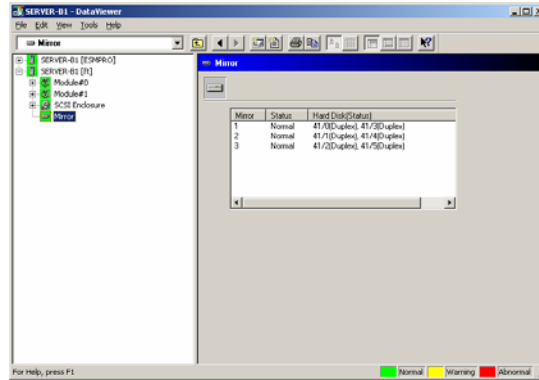 SERVER-B1 - DataViewer
File Edit View Tools Help
Mirror
SERVER-B1 [ESMPRO]
SERVER-B1 [ft]
Module#0
Module#1
SCSI Enclosure
Mirror
Mirror
Mirror Status Hard Disk(Status)
1 Normal 41/0(Duplex), 41/3(Duplex)
2 Normal 41/1(Duplex), 41/4(Duplex)
3 Normal 41/2(Duplex), 41/5(Duplex)
For Help, press F1
Normal Warning Abnormal